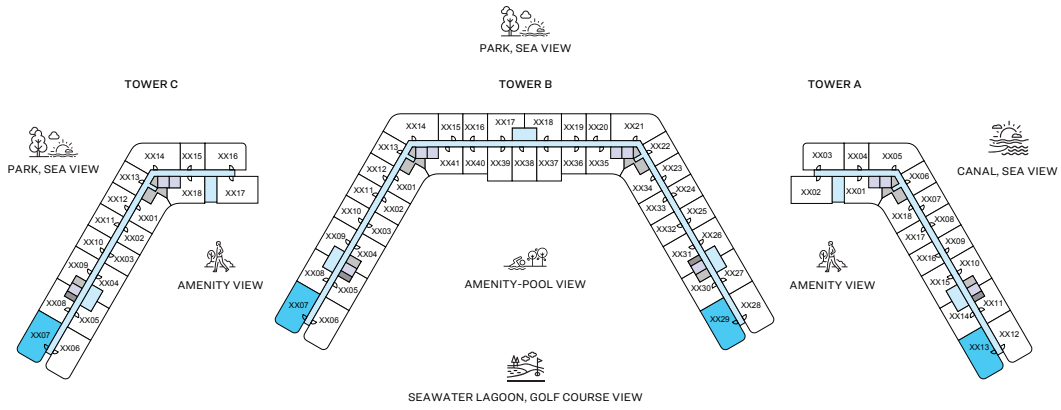 PARK, SEA VIEW
TOWER C
TOWER B
TOWER A
PARK, SEA VIEW
CANAL, SEA VIEW
XX14
XX15
XX16
XX13
XX12
XX11
XX10
XX09
XX08
XX07
XX06
XX05
XX04
XX03
XX02
XX01
XX18
XX17
AMENITY VIEW
XX14
XX15
XX16
XX17
XX18
XX19
XX20
XX21
XX13
XX12
XX11
XX10
XX09
XX08
XX07
XX06
XX05
XX04
XX03
XX02
XX01
XX41
XX40
XX39
XX38
XX37
XX36
XX35
XX22
XX23
XX24
XX25
XX26
XX27
XX28
XX29
XX30
XX31
XX32
XX33
XX34
AMENITY-POOL VIEW
XX03
XX04
XX05
XX02
XX01
XX06
XX07
XX08
XX09
XX10
XX11
XX12
XX13
XX14
XX15
XX16
XX17
XX18
AMENITY VIEW
SEAWATER LAGOON, GOLF COURSE VIEW